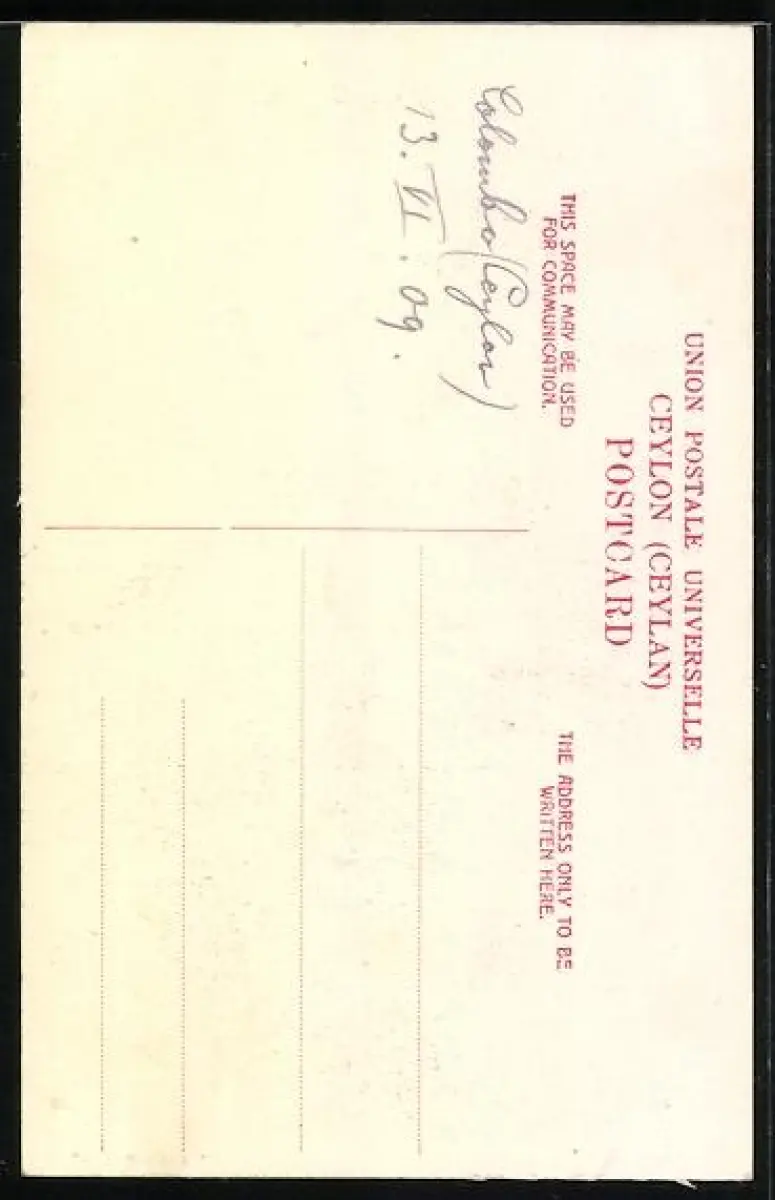 UNION POSTALE UNIVERSELLE
CEYLON (CEYLAN)
POSTCARD
THIS SPACE MAY BE USED
FOR COMMUNICATION.
Colombo (Ceylon)
13. VI. 09.
THE ADDRESS ONLY TO BE
WRITTEN HERE.